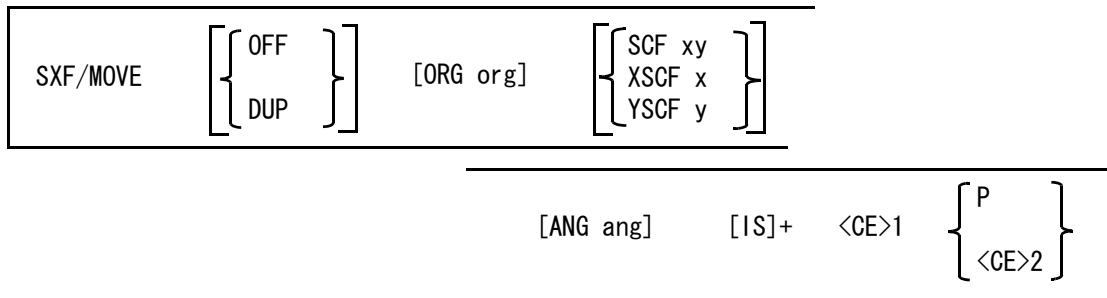 SXF/MOVE [{OFF DUP}] [ORG org] [{SCF xy XSCF x YSCF y}]
[ANG ang] [IS]+ <CE>1 {P <CE>2}